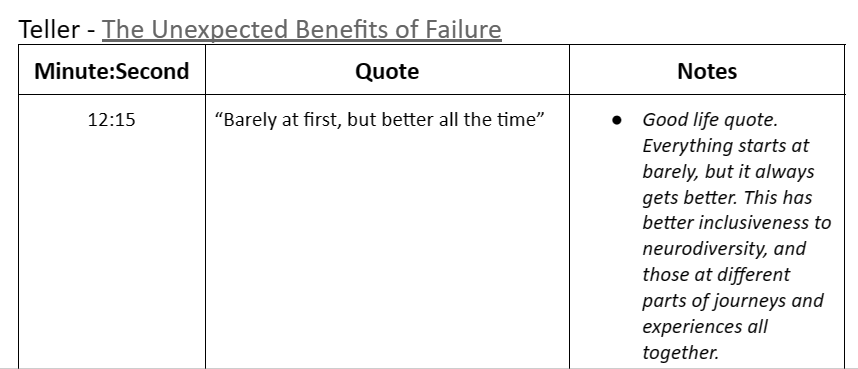 Teller - The Unexpected Benefits of Failure
Minute:Second Quote Notes
12:15
“Barely at first, but better all the time”
● Good life quote.
Everything starts at
barely, but it always
gets better. This has
better inclusiveness to
neurodiversity, and
those at different
parts of journeys and
experiences all
together.